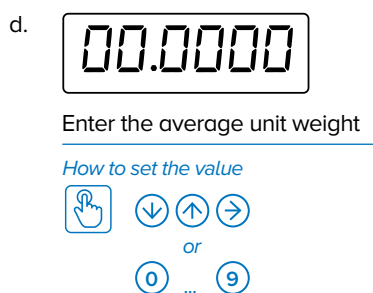 d.
00.0000
Enter the average unit weight
How to set the value
or
0 ... 9